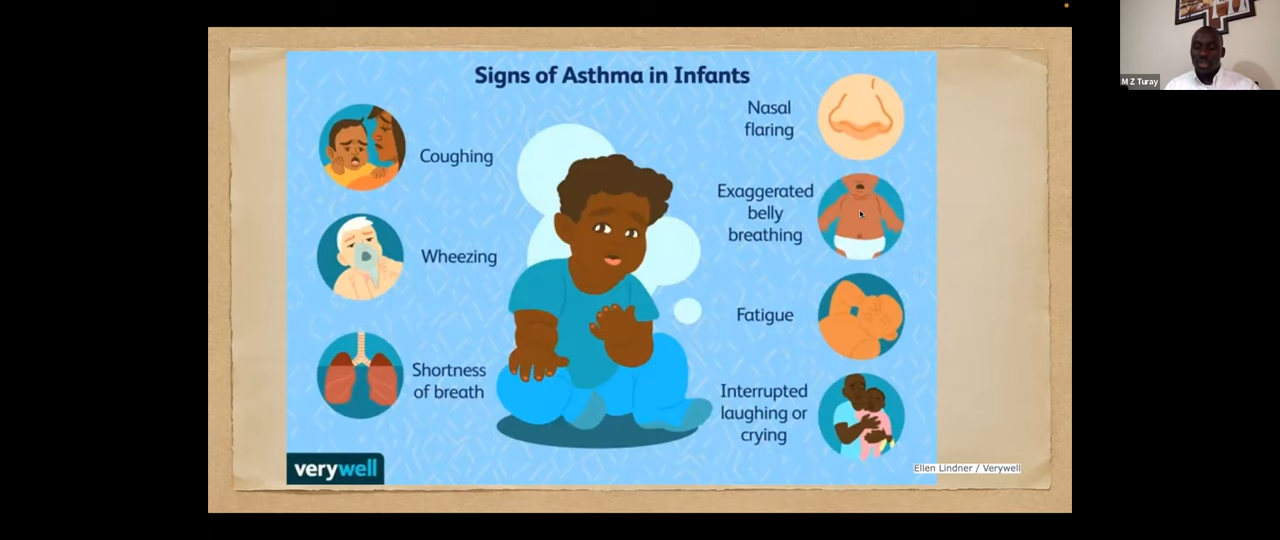 Signs of Asthma in Infants
Coughing
Wheezing
Shortness
of breath
Nasal
flaring
Exaggerated
belly
breathing
Fatigue
Interrupted
laughing or
crying
verywell
Ellen Lindner / Verywell
M Z Turay